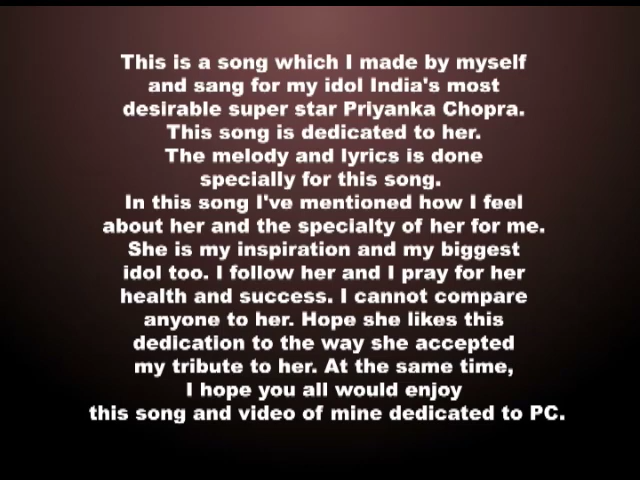 This is a song which I made by myself
and sang for my idol India's most
desirable super star Priyanka Chopra.
This song is dedicated to her.
The melody and lyrics is done
specially for this song.
In this song I've mentioned how I feel
about her and the specialty of her for me.
She is my inspiration and my biggest
idol too. I follow her and I pray for her
health and success. I cannot compare
anyone to her. Hope she likes this
dedication to the way she accepted
my tribute to her. At the same time,
I hope you all would enjoy
this song and video of mine dedicated to PC.